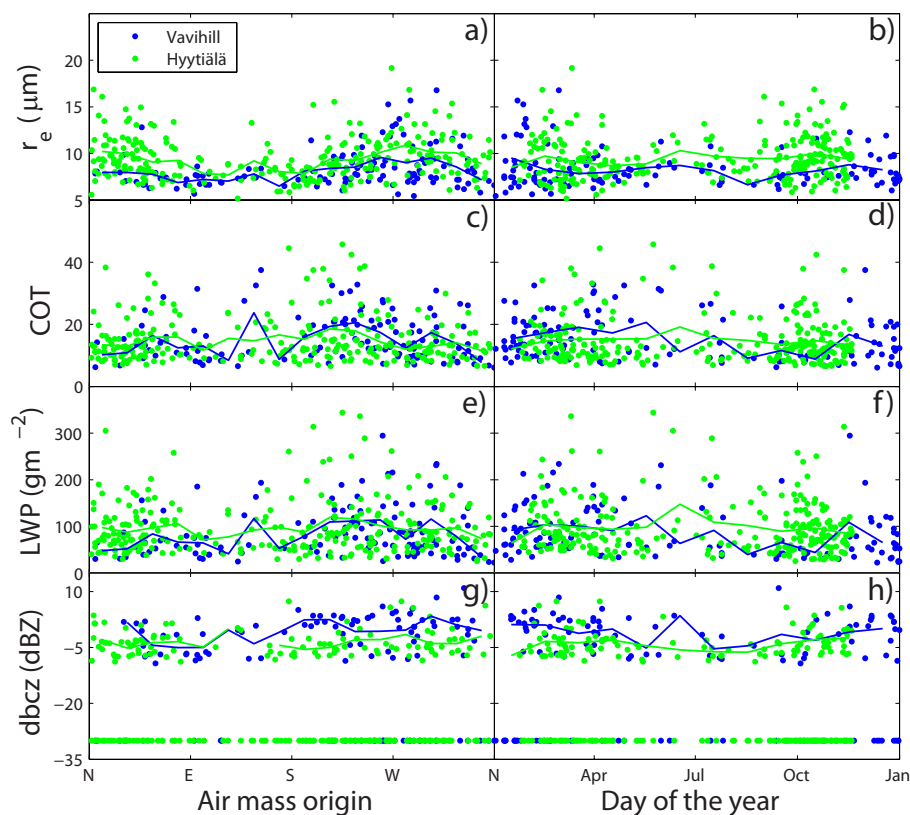 a)
b)
Vavihill
Hyytiälä
20
15
10
5
r_e (μm)
c)
d)
40
20
0
COT
e)
f)
300
200
100
0
LWP (gm ⁻²)
g)
h)
10
−5
−20
−35
dbcz (dBZ)
N E S W N Apr Jul Oct Jan
Air mass origin Day of the year